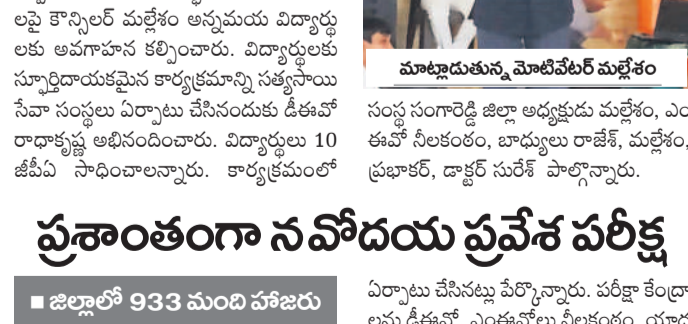 లపై కౌన్సిలర్ మల్లేశం అన్నమయ విద్యార్థు
లకు అవగాహన కల్పించారు. విద్యార్థులకు
స్ఫూర్తిదాయకమైన కార్యక్రమాన్ని సత్యసాయి
సేవా సంస్థలు ఏర్పాటు చేసినందుకు డీఈవో
రాధాకృష్ణ అభినందించారు. విద్యార్థులు 10
జీపీఏ సాధించాలన్నారు. కార్యక్రమంలో
మాట్లాడుతున్న మోటివేటర్ మల్లేశం
సంస్థ సంగారెడ్డి జిల్లా అధ్యక్షుడు మల్లేశం, ఎం
ఈవో నీలకంఠం, బాధ్యులు రాజేశ్, మల్లేశం,
ప్రభాకర్, డాక్టర్ సురేశ్ పాల్గొన్నారు.
ప్రశాంతంగా నవోదయ ప్రవేశ పరీక్ష
■ జిల్లాలో 933 మంది హాజరు
ఏర్పాటు చేసినట్లు పేర్కొన్నారు. పరీక్షా కేంద్రా
లను డీఈవో, ఎంఈవోలు నీలకంఠం,